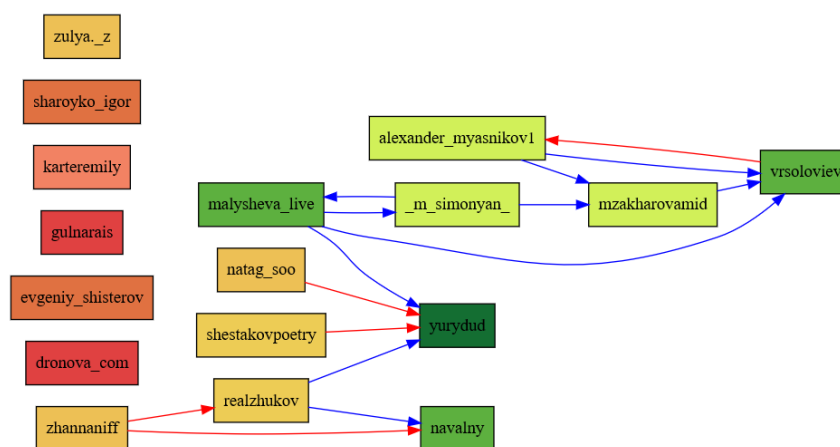 zulya._z
sharoyko_igor
karteremily
gulnarais
evgeniy_shisterov
dronova_com
zhannaniff
malysheva_live
natag_soo
shestakovpoetry
realzhukov
alexander_myasnikov1
_m_simonyan_
yurydud
navalny
mzakharovamid
vrsoloviev